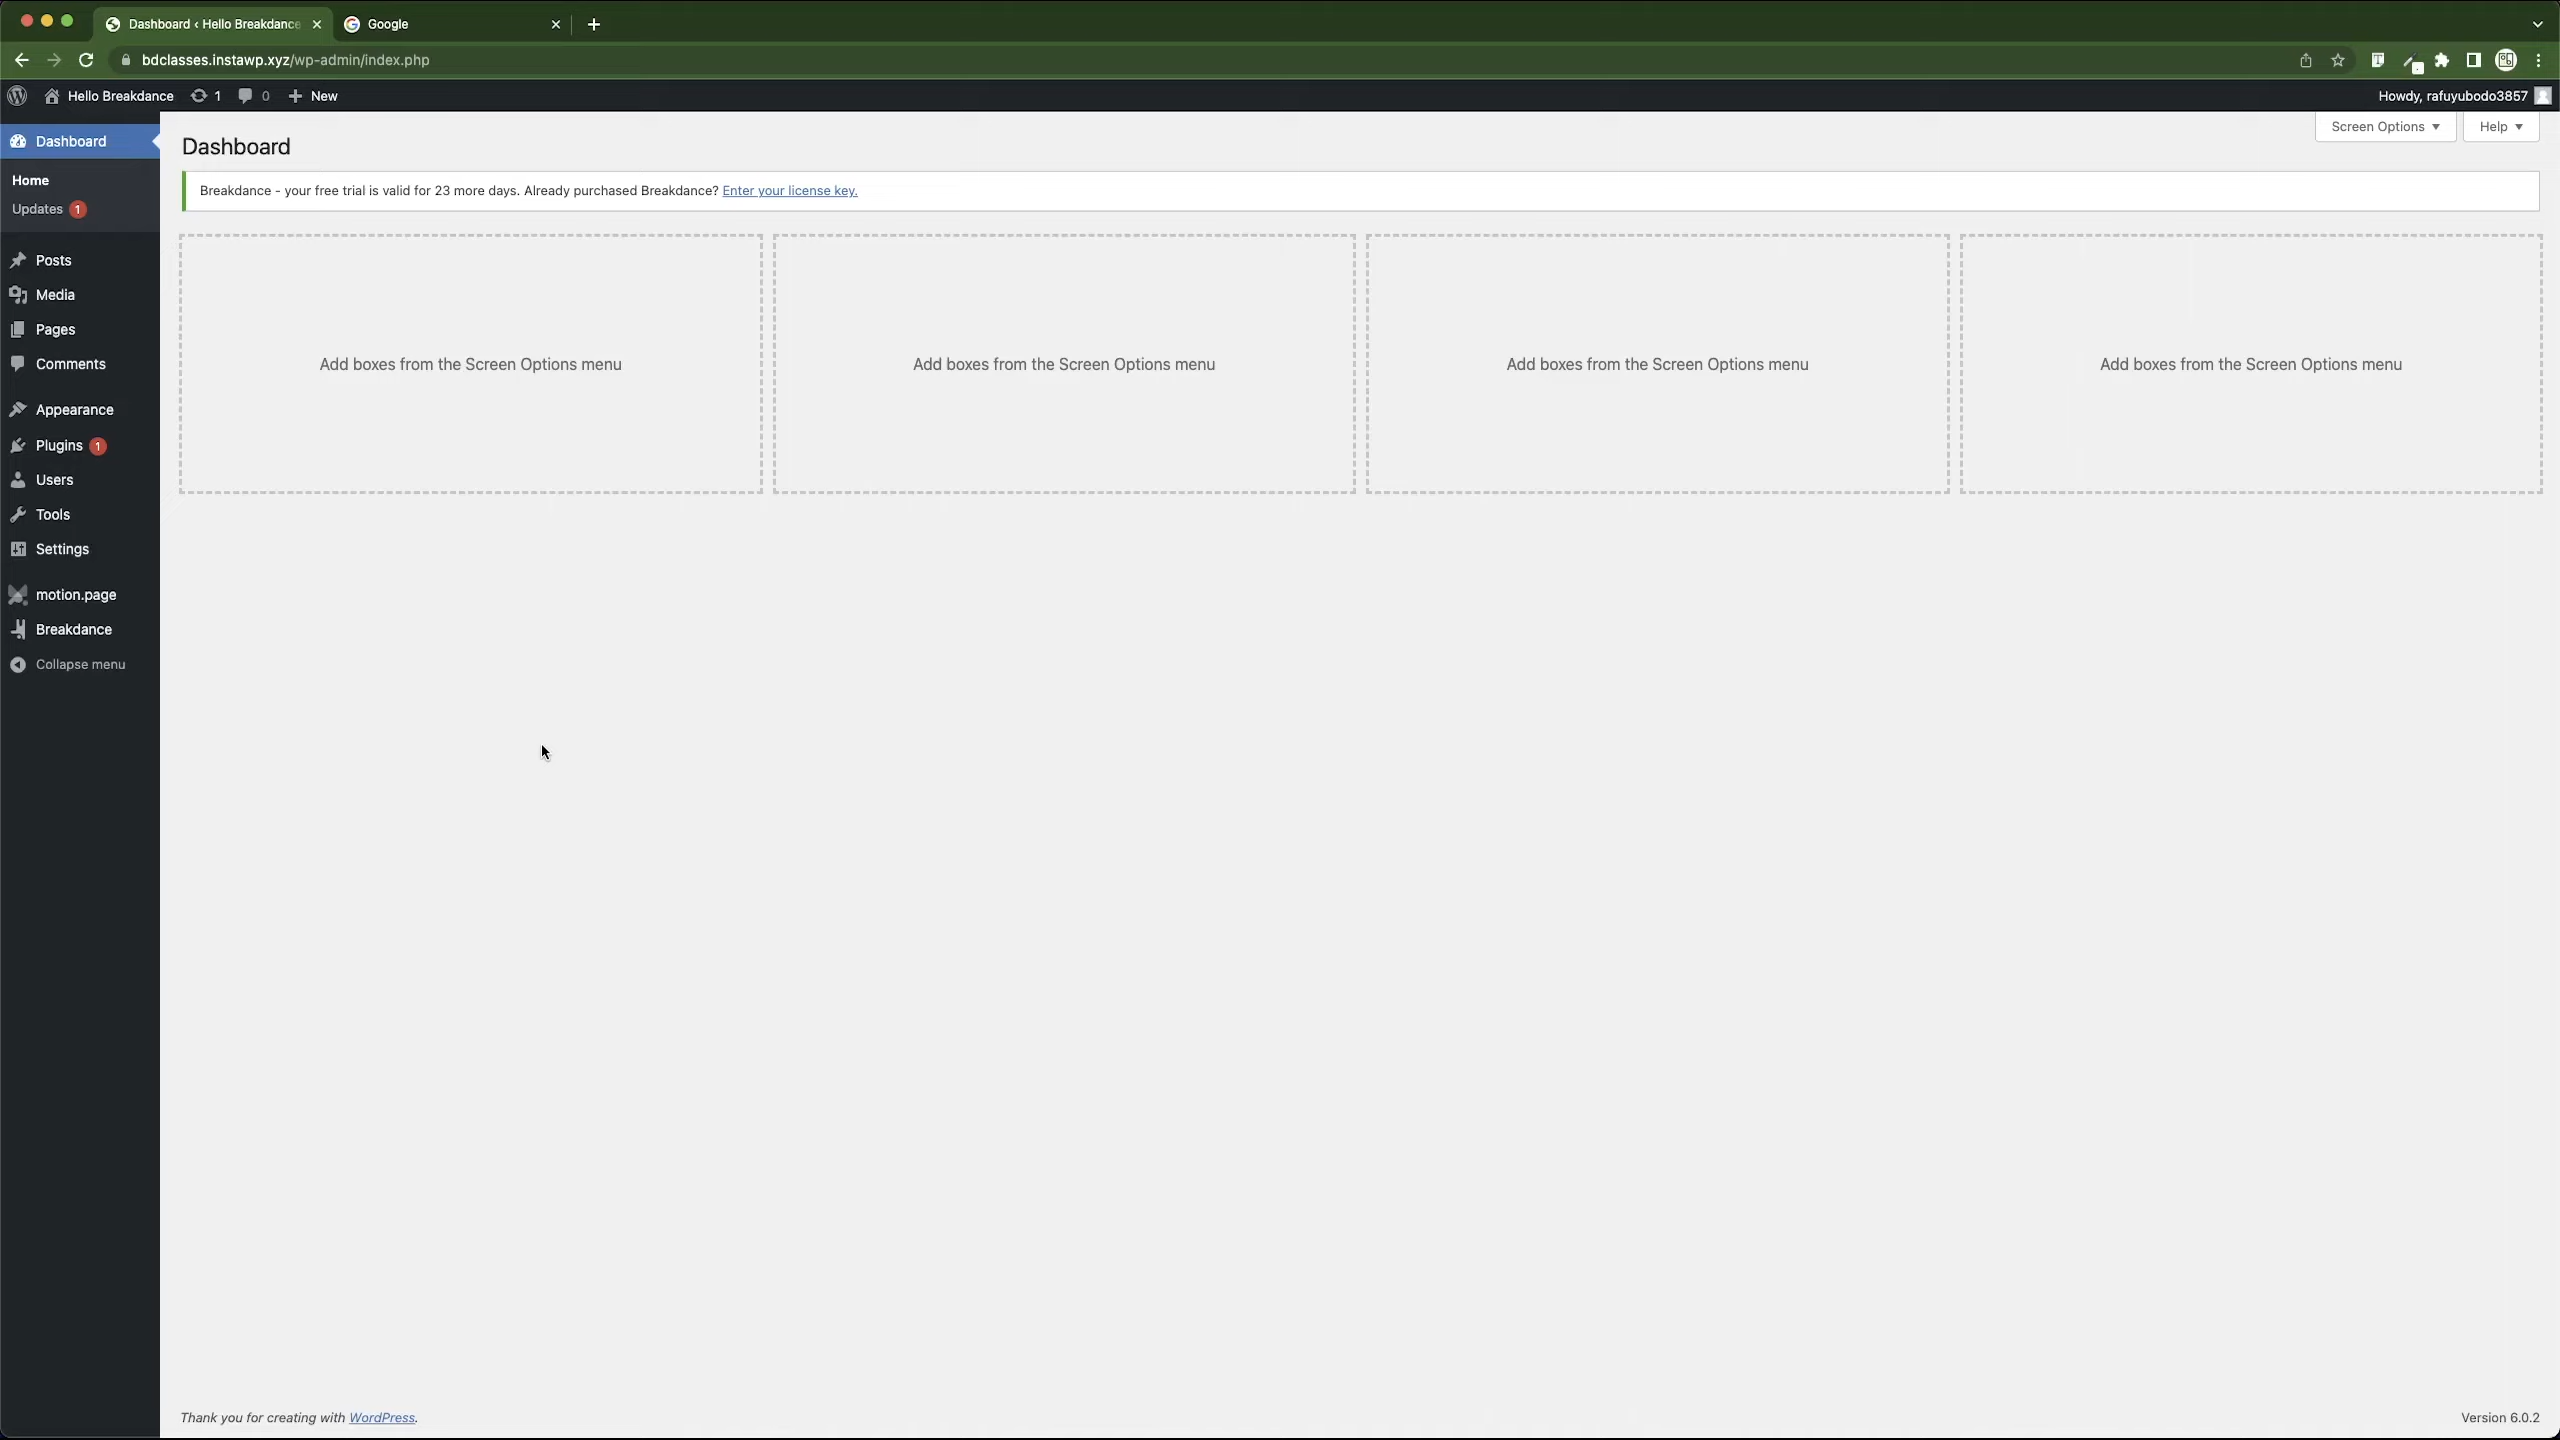 Dashboard ‹ Hello Breakdance
Google
bdclasses.instawp.xyz/wp-admin/index.php
Hello Breakdance
1
0
New
Howdy, rafuyubodo3857
Dashboard
Home
Updates 1
Posts
Media
Pages
Comments
Appearance
Plugins 1
Users
Tools
Settings
motion.page
Breakdance
Collapse menu
Screen Options
Help
Dashboard
Breakdance - your free trial is valid for 23 more days. Already purchased Breakdance? Enter your license key.
Add boxes from the Screen Options menu
Add boxes from the Screen Options menu
Add boxes from the Screen Options menu
Add boxes from the Screen Options menu
Thank you for creating with WordPress.
Version 6.0.2